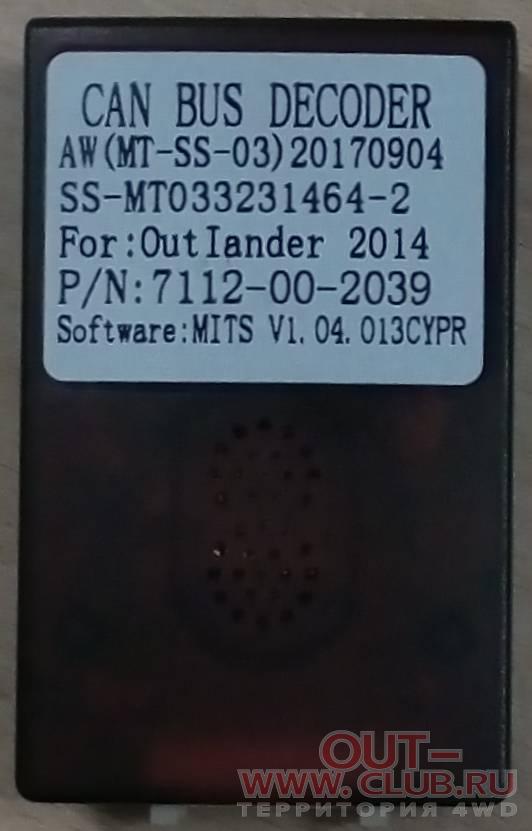 CAN BUS DECODER
AW(MT-SS-03)20170904
SS-MT033231464-2
For:OutIander 2014
P/N:7112-00-2039
Software:MITS V1.04.013CYPR
OUT-
WWW.CLUB.RU
ТЕРРИТОРИЯ 4WD